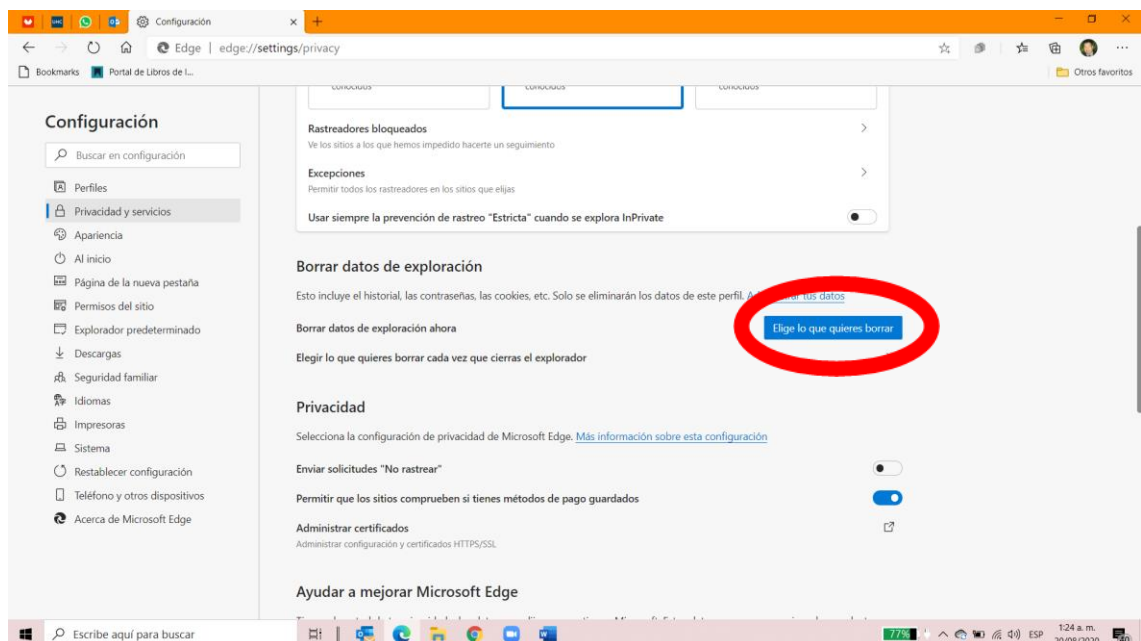 Configuración
Edge | edge://settings/privacy
Bookmarks Portal de Libros de l...
Otros favoritos
conocidos conocidos conocidos
Configuración
Buscar en configuración
Perfiles
Privacidad y servicios
Apariencia
Al inicio
Página de la nueva pestaña
Permisos del sitio
Explorador predeterminado
Descargas
Seguridad familiar
Idiomas
Impresoras
Sistema
Restablecer configuración
Teléfono y otros dispositivos
Acerca de Microsoft Edge
Rastreadores bloqueados
Ve los sitios a los que hemos impedido hacerte un seguimiento
Excepciones
Permitir todos los rastreadores en los sitios que elijas
Usar siempre la prevención de rastreo "Estricta" cuando se explora InPrivate
Borrar datos de exploración
Esto incluye el historial, las contraseñas, las cookies, etc. Solo se eliminarán los datos de este perfil. tus datos
Borrar datos de exploración ahora
Elige lo que quieres borrar
Elegir lo que quieres borrar cada vez que cierras el explorador
Privacidad
Selecciona la configuración de privacidad de Microsoft Edge. Más información sobre esta configuración
Enviar solicitudes "No rastrear"
Permitir que los sitios comprueben si tienes métodos de pago guardados
Administrar certificados
Administrar configuración y certificados HTTPS/SSL
Ayudar a mejorar Microsoft Edge
Escribe aquí para buscar
77%
ESP
1:24 a. m.
20/08/2020